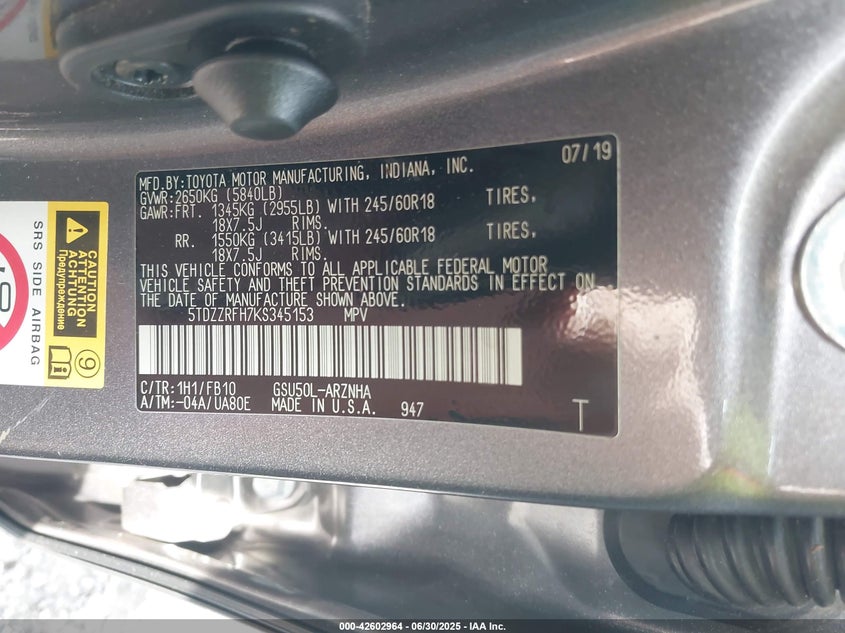 MFD.BY:TOYOTA MOTOR MANUFACTURING, INDIANA, INC. 07/19
GVWR:2650KG (5840LB)
GAWR:FRT. 1345KG (2955LB) WITH 245/60R18 TIRES,
18X7.5J RIMS.
RR. 1550KG (3415LB) WITH 245/60R18 TIRES,
18X7.5J RIMS.
THIS VEHICLE CONFORMS TO ALL APPLICABLE FEDERAL MOTOR
VEHICLE SAFETY AND THEFT PREVENTION STANDARDS IN EFFECT ON
THE DATE OF MANUFACTURE SHOWN ABOVE.
5TDZZRFH7KS345153 MPV
C/TR:1H1/FB10 GSU50L-ARZNHA
A/TM:-04A/UA80E MADE IN U.S.A. 947
T
SRS SIDE AIRBAG
CAUTION
ATTENTION
ACHTUNG
Предупреждение
9
000-42602964 - 06/30/2025 - IAA Inc.